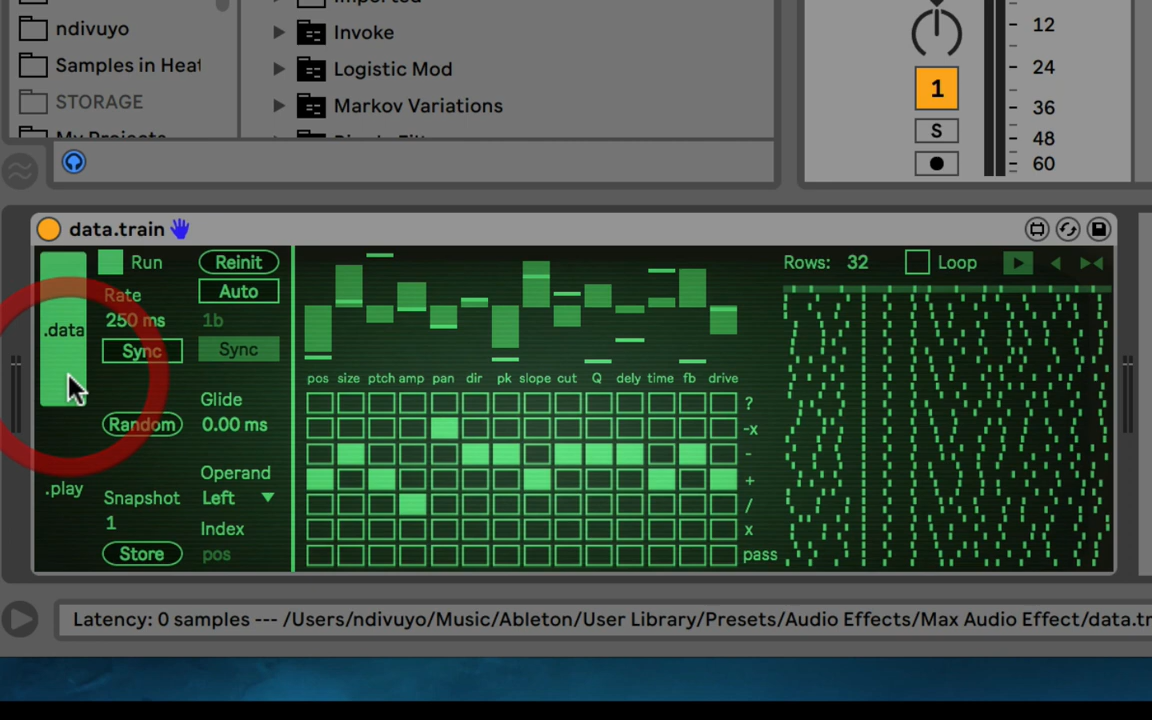 ndivuyo
Samples in Heat
STORAGE
My Projects
Imported
Invoke
Logistic Mod
Markov Variations
12
24
36
48
60
1
S
data.train
.data
.play
Run
Reinit
Rate
Auto
250 ms
1b
Sync
Sync
Glide
Random
0.00 ms
Operand
Snapshot
Left
1
Index
Store
pos
pos size ptch amp pan dir pk slope cut Q dely time fb drive
?
-x
-
+
/
x
pass
Rows: 32
Loop
Latency: 0 samples --- /Users/ndivuyo/Music/Ableton/User Library/Presets/Audio Effects/Max Audio Effect/data.tr